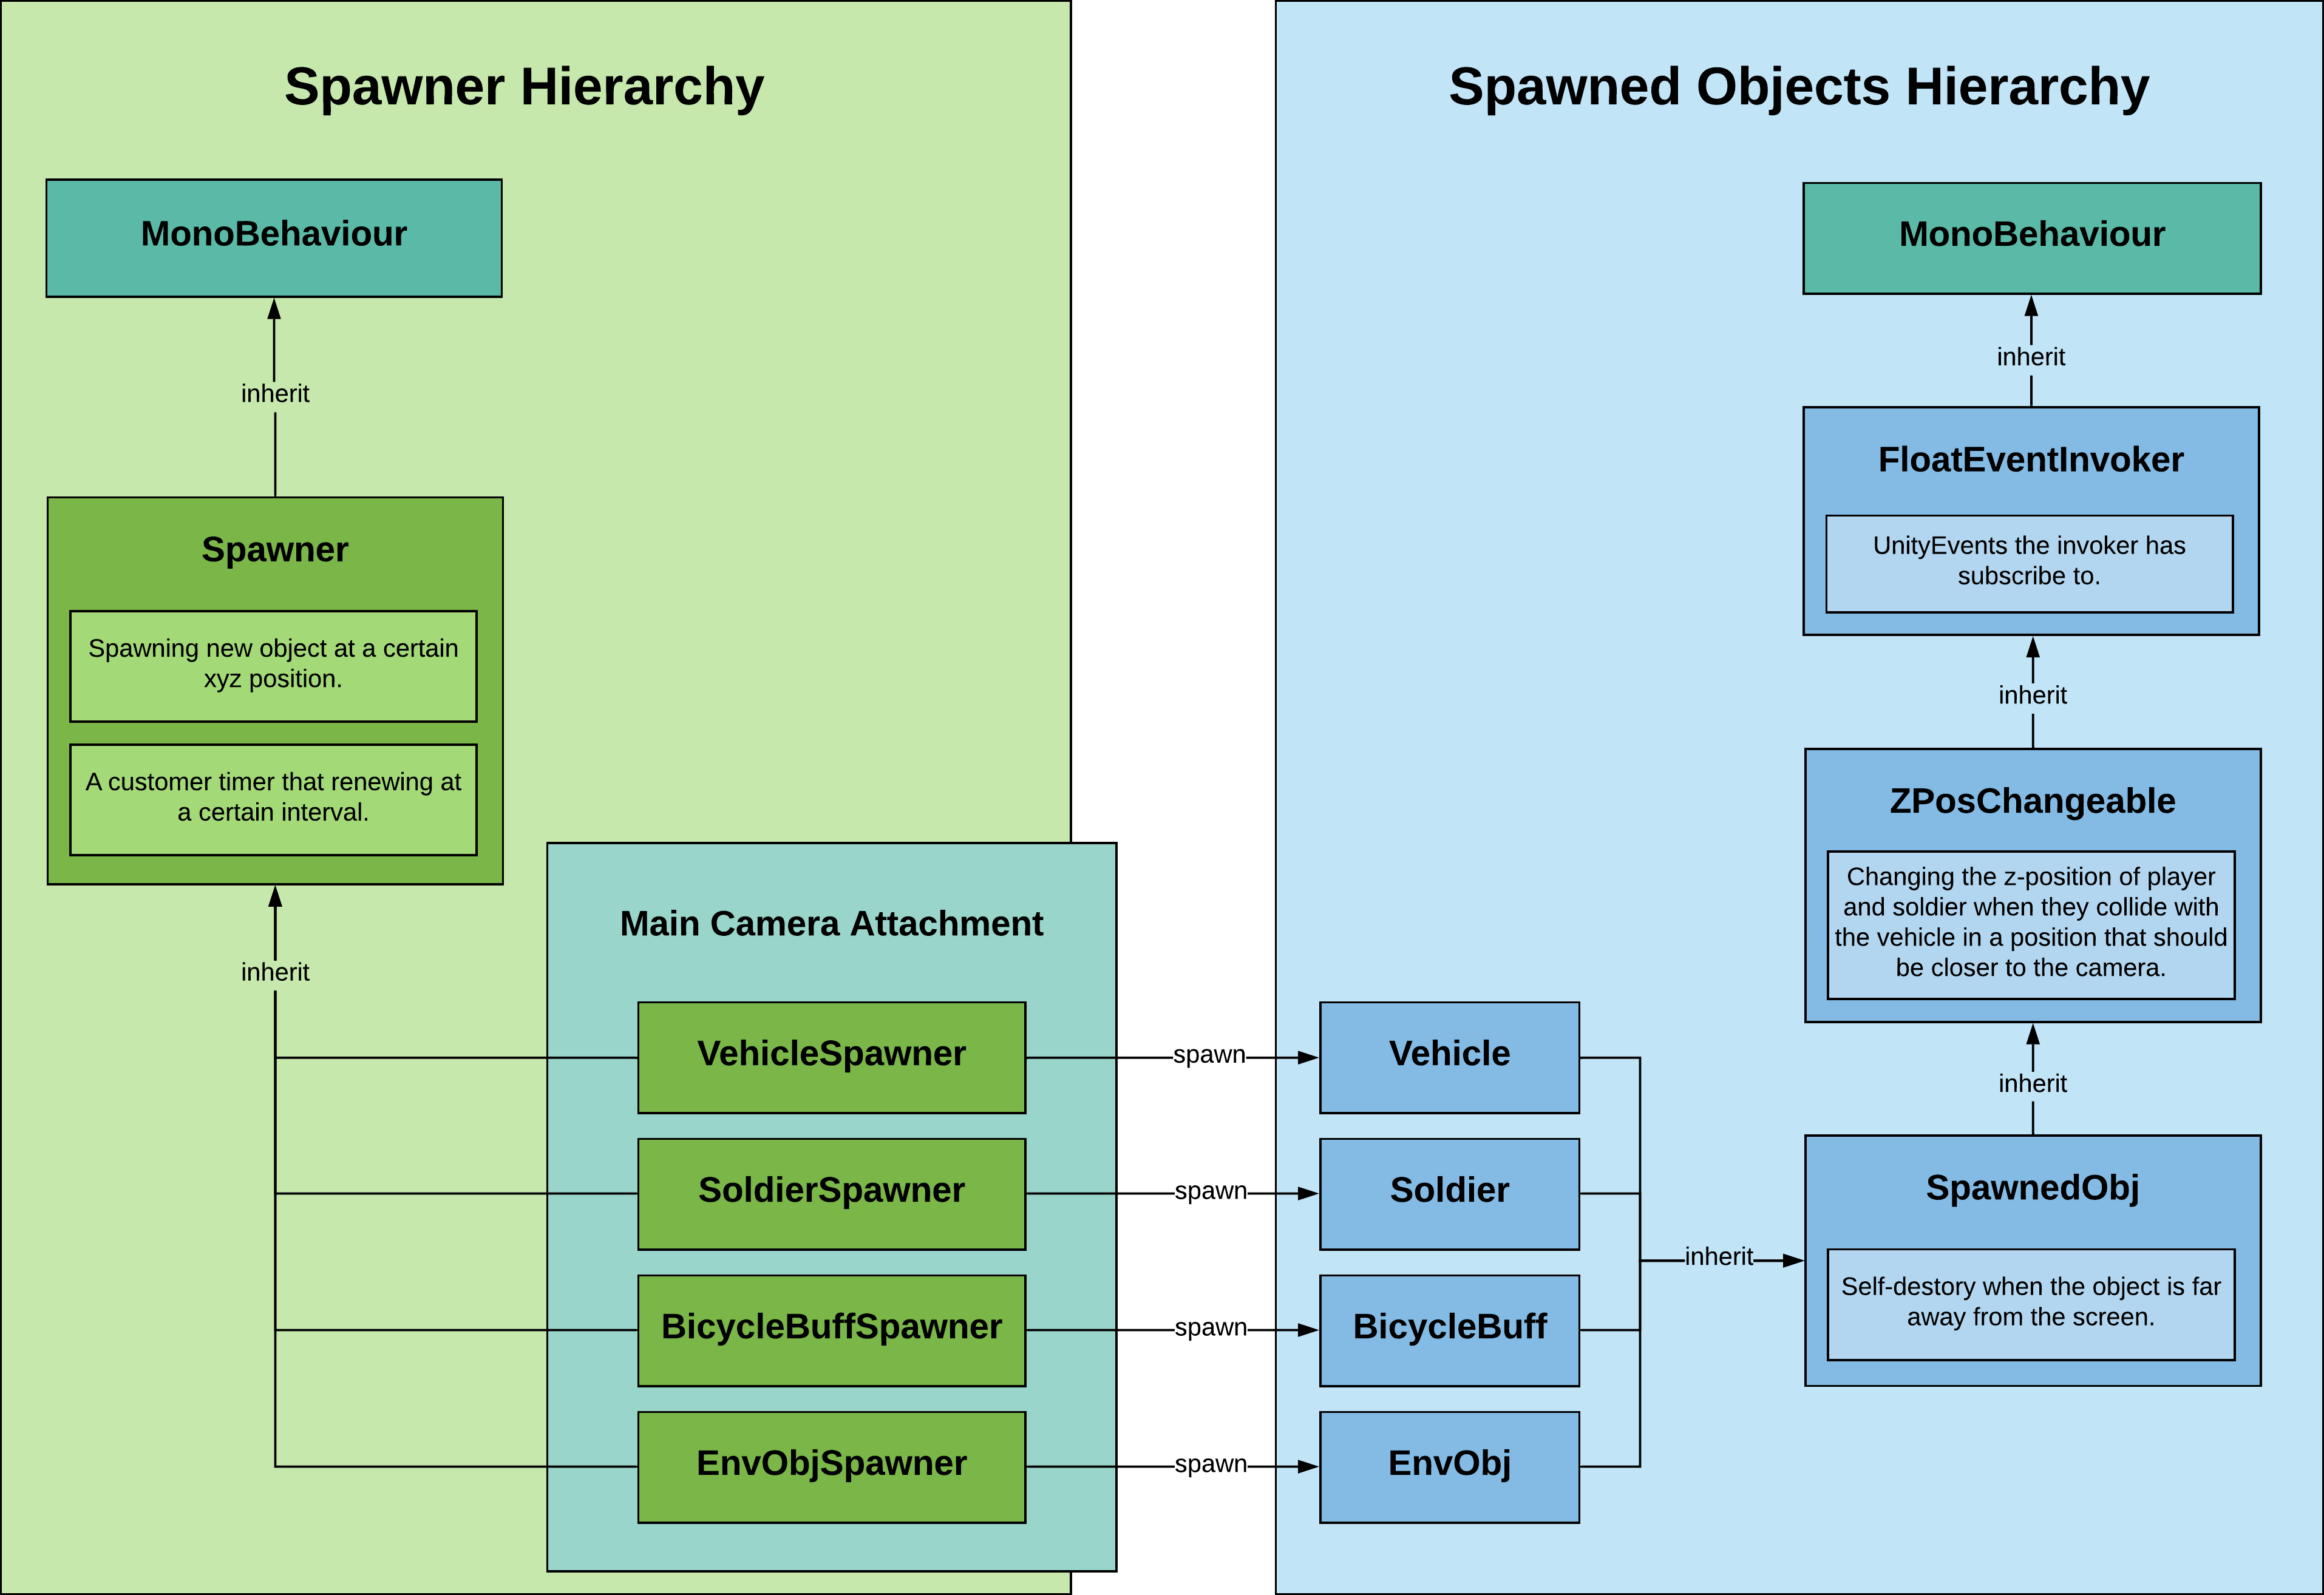 Spawner Hierarchy
MonoBehaviour
inherit
Spawner
Spawning new object at a certain
xyz position.
A customer timer that renewing at
a certain interval.
inherit
Main Camera Attachment
VehicleSpawner
SoldierSpawner
BicycleBuffSpawner
EnvObjSpawner
spawn
spawn
spawn
spawn
Spawned Objects Hierarchy
MonoBehaviour
inherit
FloatEventInvoker
UnityEvents the invoker has
subscribe to.
inherit
ZPosChangeable
Changing the z-position of player
and soldier when they collide with
the vehicle in a position that should
be closer to the camera.
inherit
Vehicle
Soldier
BicycleBuff
EnvObj
inherit
SpawnedObj
Self-destory when the object is far
away from the screen.